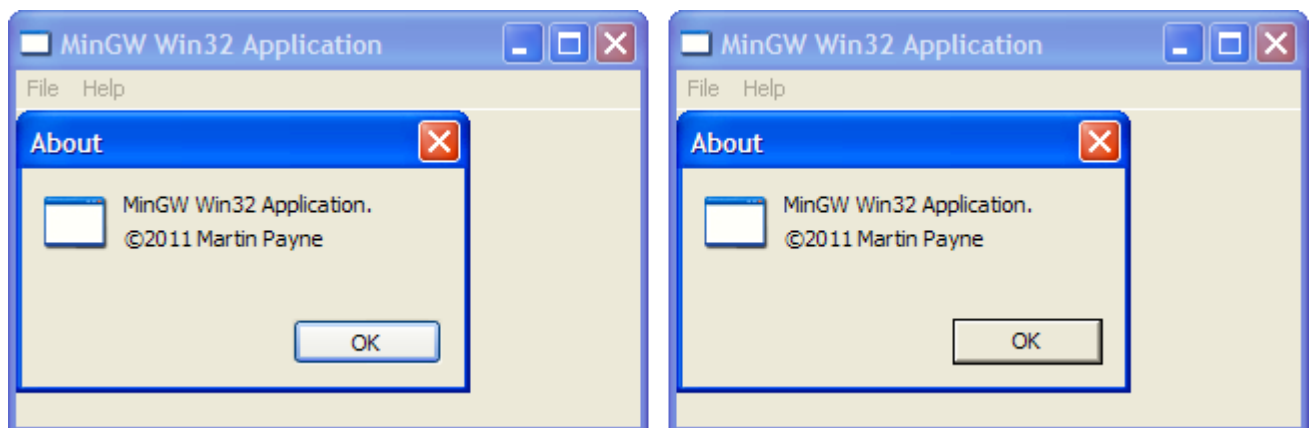 MinGW Win32 Application
File Help
About
MinGW Win32 Application.
©2011 Martin Payne
OK
MinGW Win32 Application
File Help
About
MinGW Win32 Application.
©2011 Martin Payne
OK